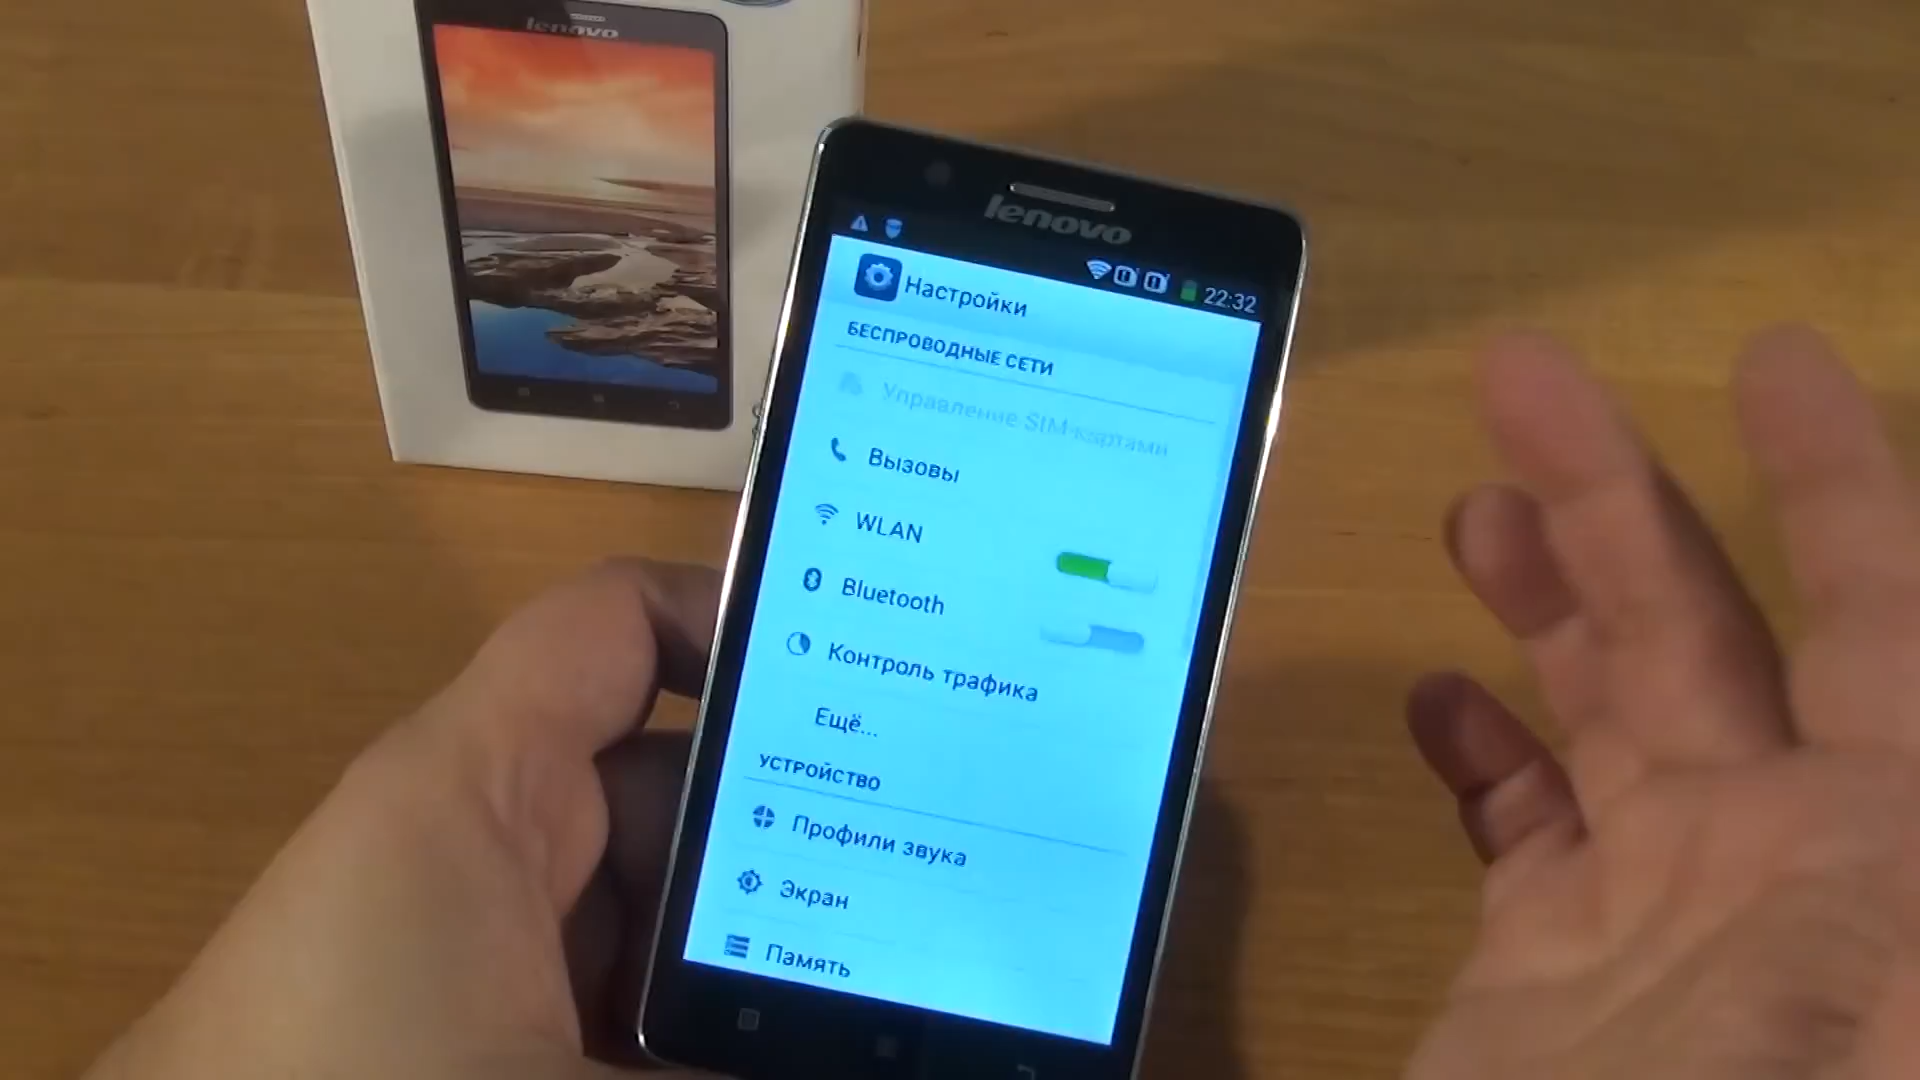 lenovo
lenovo
22:32
Настройки
БЕСПРОВОДНЫЕ СЕТИ
Управление SIM-картами
Вызовы
WLAN
Bluetooth
Контроль трафика
Ещё...
УСТРОЙСТВО
Профили звука
Экран
Память